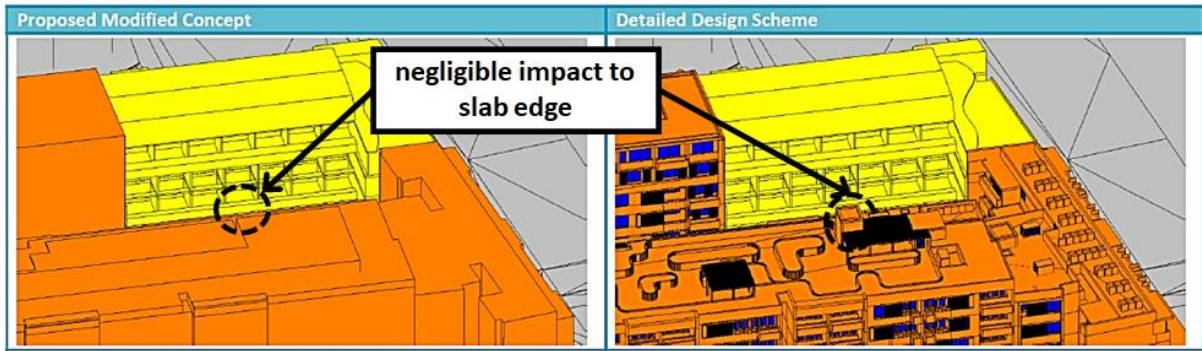 Proposed Modified Concept
Detailed Design Scheme
negligible impact to
slab edge